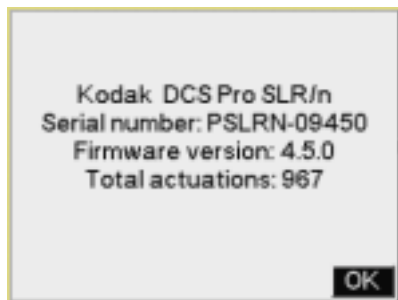 Kodak DCS Pro SLR/n
Serial number: PSLRN-09450
Firmware version: 4.5.0
Total actuations: 967
OK